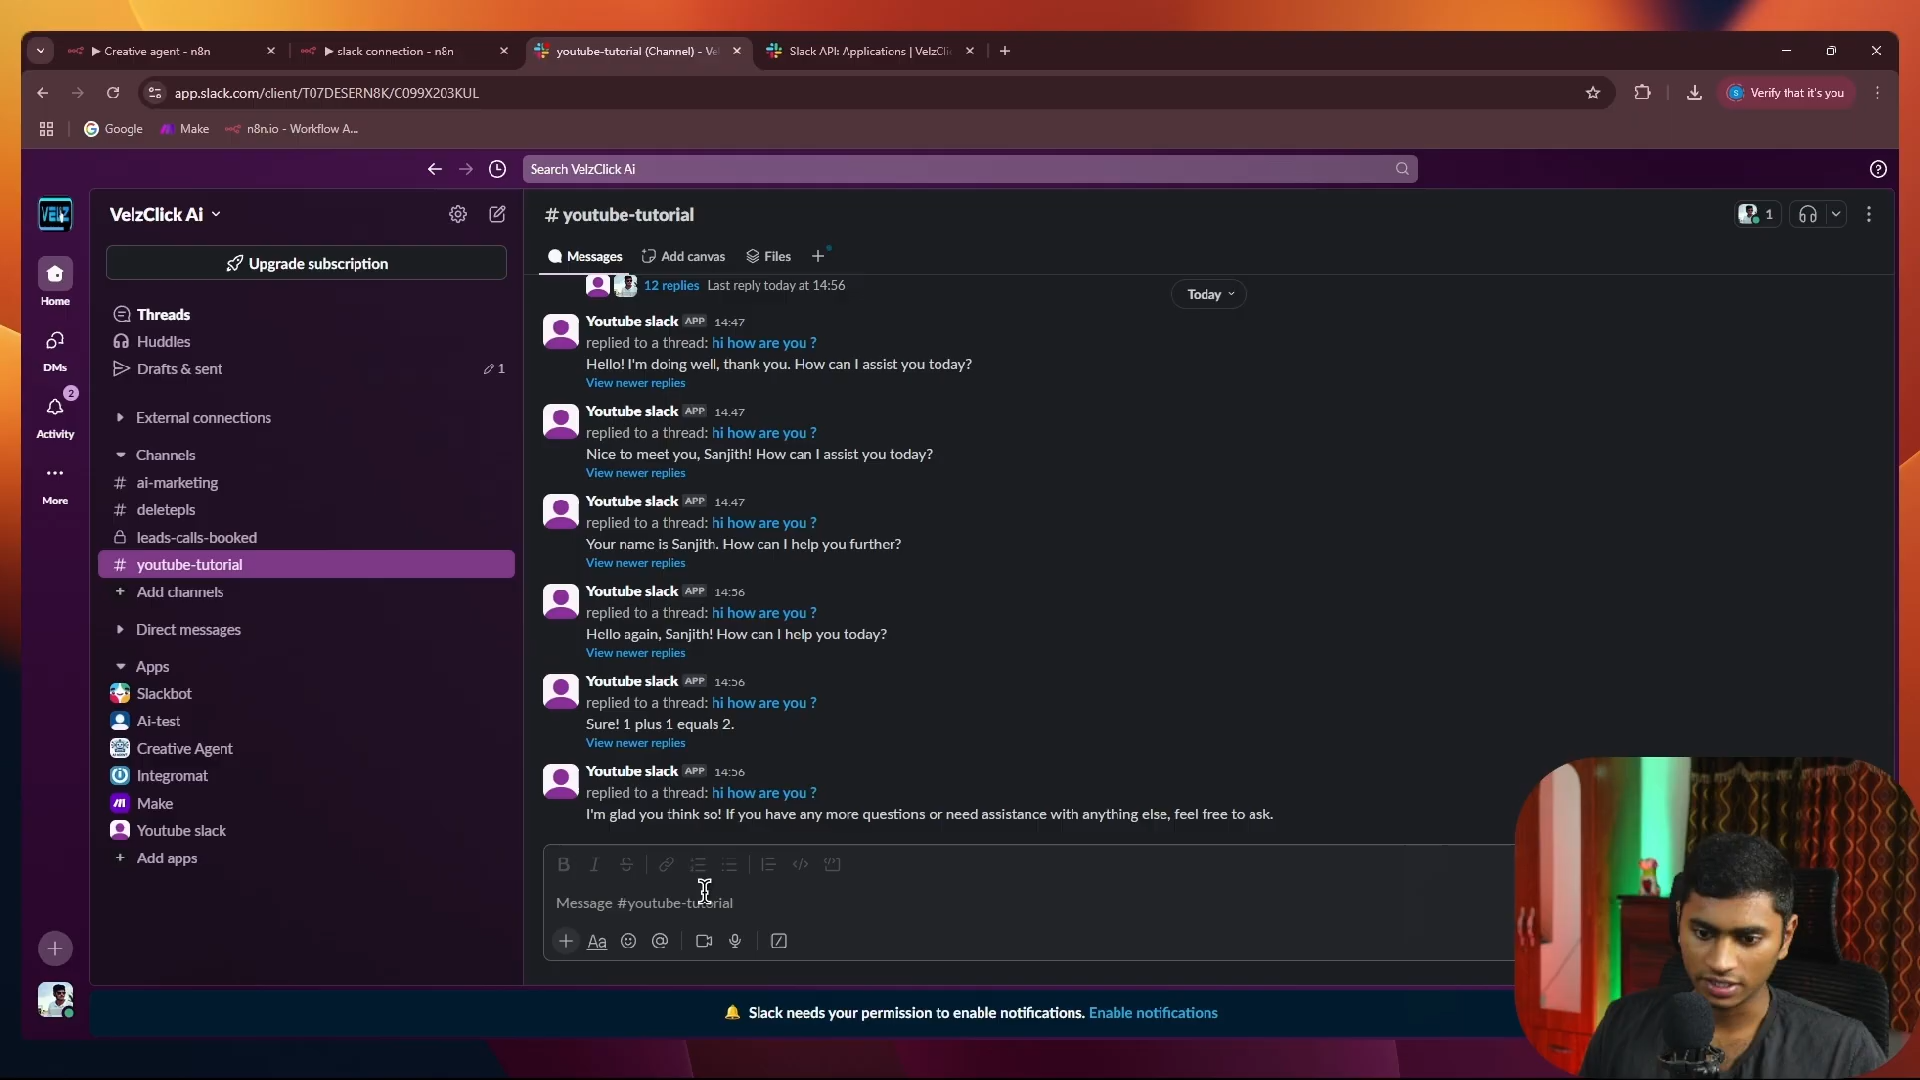 ▶ Creative agent - n8n
▶ slack connection - n8n
youtube-tutorial (Channel) - Ve
Slack API: Applications | VelzCli
app.slack.com/client/T07DESERN8K/C099X203KUL
Verify that it's you
Google
Make
n8n.io - Workflow A...
Search VelzClick Ai
VELZ
VelzClick Ai
Upgrade subscription
Home
Threads
Huddles
DMs
Drafts & sent
1
2
Activity
External connections
Channels
More
# ai-marketing
# deletepls
leads-calls-booked
# youtube-tutorial
+ Add channels
Direct messages
Apps
Slackbot
Ai-test
Creative Agent
Integromat
Make
Youtube slack
+ Add apps
# youtube-tutorial
1
Messages
Add canvas
Files
12 replies Last reply today at 14:56
Today
Youtube slack APP 14:47
replied to a thread: hi how are you ?
Hello! I'm doing well, thank you. How can I assist you today?
View newer replies
Youtube slack APP 14:47
replied to a thread: hi how are you ?
Nice to meet you, Sanjith! How can I assist you today?
View newer replies
Youtube slack APP 14:47
replied to a thread: hi how are you ?
Your name is Sanjith. How can I help you further?
View newer replies
Youtube slack APP 14:56
replied to a thread: hi how are you ?
Hello again, Sanjith! How can I help you today?
View newer replies
Youtube slack APP 14:56
replied to a thread: hi how are you ?
Sure! 1 plus 1 equals 2.
View newer replies
Youtube slack APP 14:56
replied to a thread: hi how are you ?
I'm glad you think so! If you have any more questions or need assistance with anything else, feel free to ask.
B I S
Message #youtube-tutorial
Aa
Slack needs your permission to enable notifications. Enable notifications